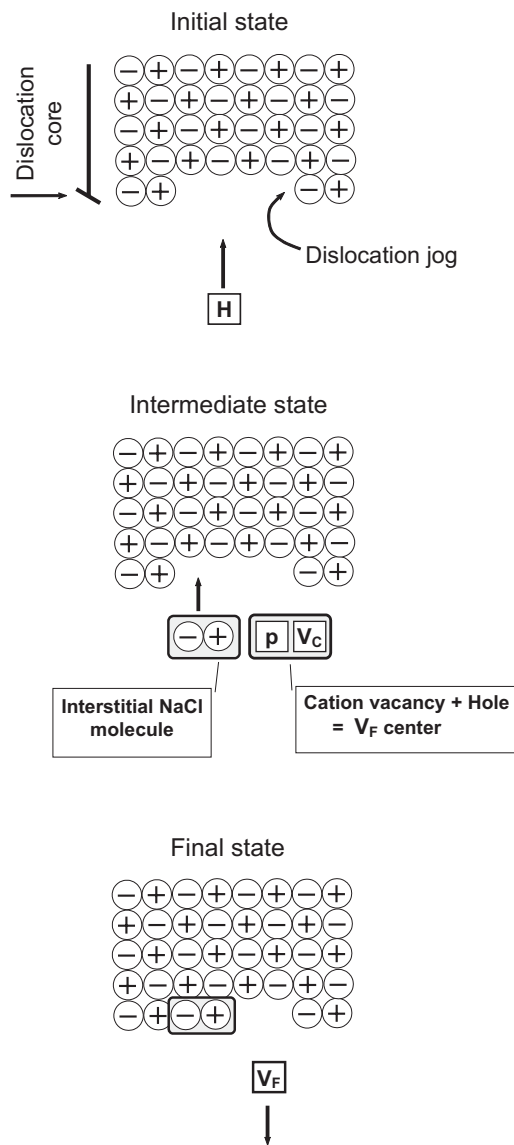 Initial state
− + − + − + − +
+ − + − + − + −
− + − + − + − +
+ − + − + − + −
− + − +
Dislocation
core
Dislocation jog
H
Intermediate state
− + − + − + − +
+ − + − + − + −
− + − + − + − +
+ − + − + − + −
− + − +
− + p VC
Interstitial NaCl
molecule
Cation vacancy + Hole
= VF center
Final state
− + − + − + − +
+ − + − + − + −
− + − + − + − +
+ − + − + − + −
− + − + − +
VF